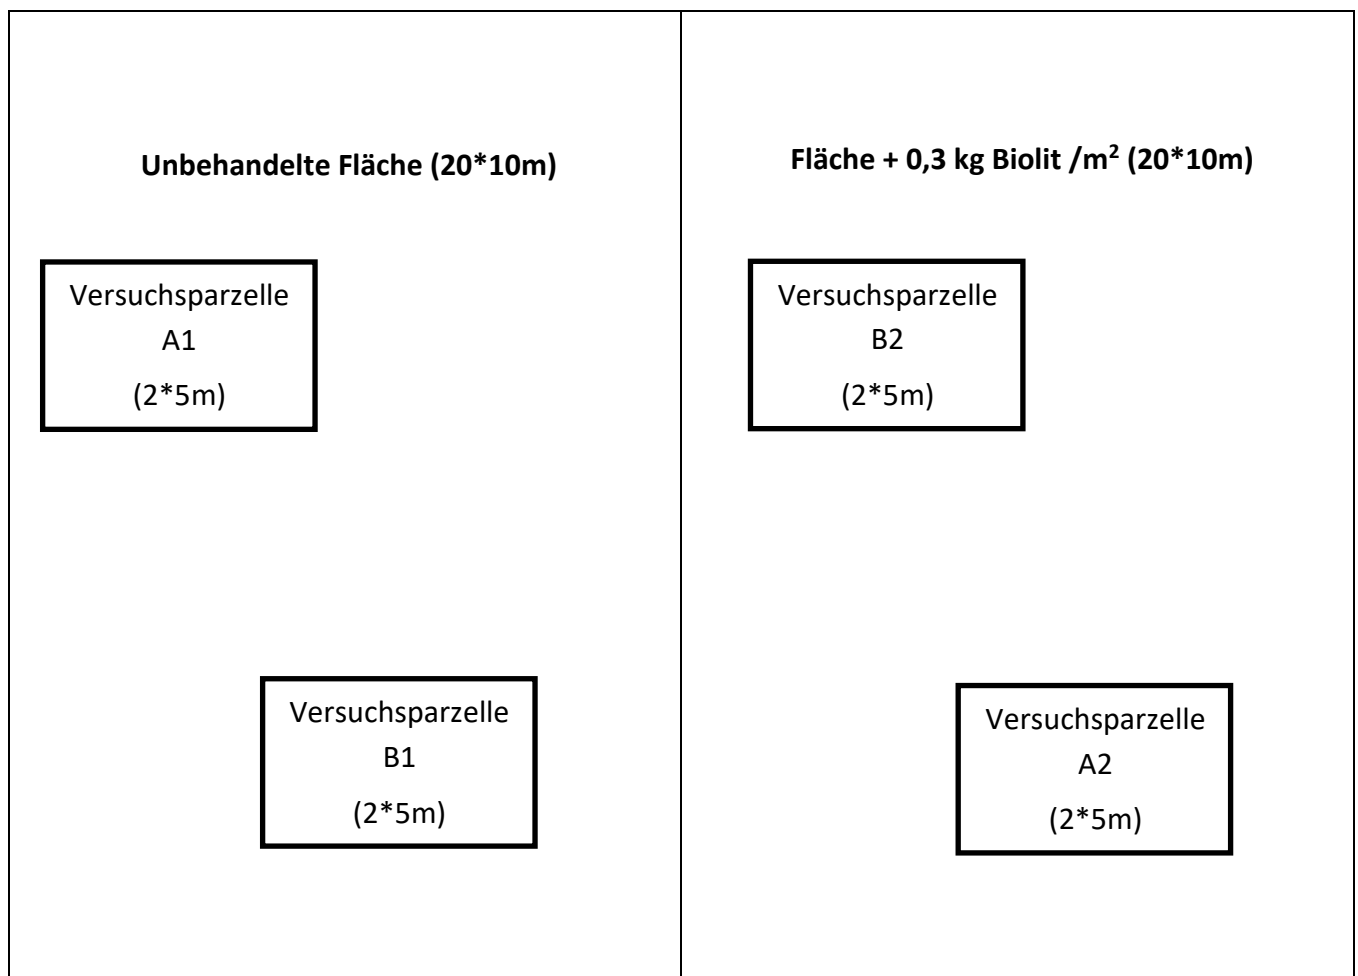 Unbehandelte Fläche (20*10m)
Fläche + 0,3 kg Biolit /m² (20*10m)
Versuchsparzelle
A1
(2*5m)
Versuchsparzelle
B2
(2*5m)
Versuchsparzelle
B1
(2*5m)
Versuchsparzelle
A2
(2*5m)